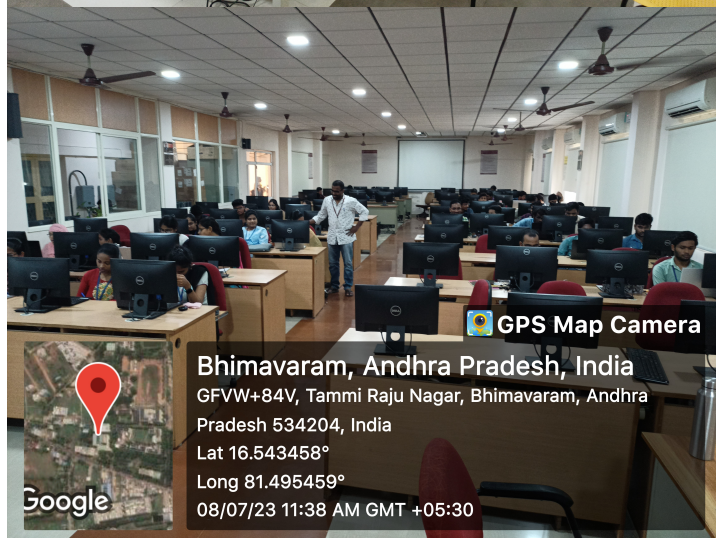 GPS Map Camera
Bhimavaram, Andhra Pradesh, India
GFVW+84V, Tammi Raju Nagar, Bhimavaram, Andhra
Pradesh 534204, India
Lat 16.543458°
Long 81.495459°
08/07/23 11:38 AM GMT +05:30
Google